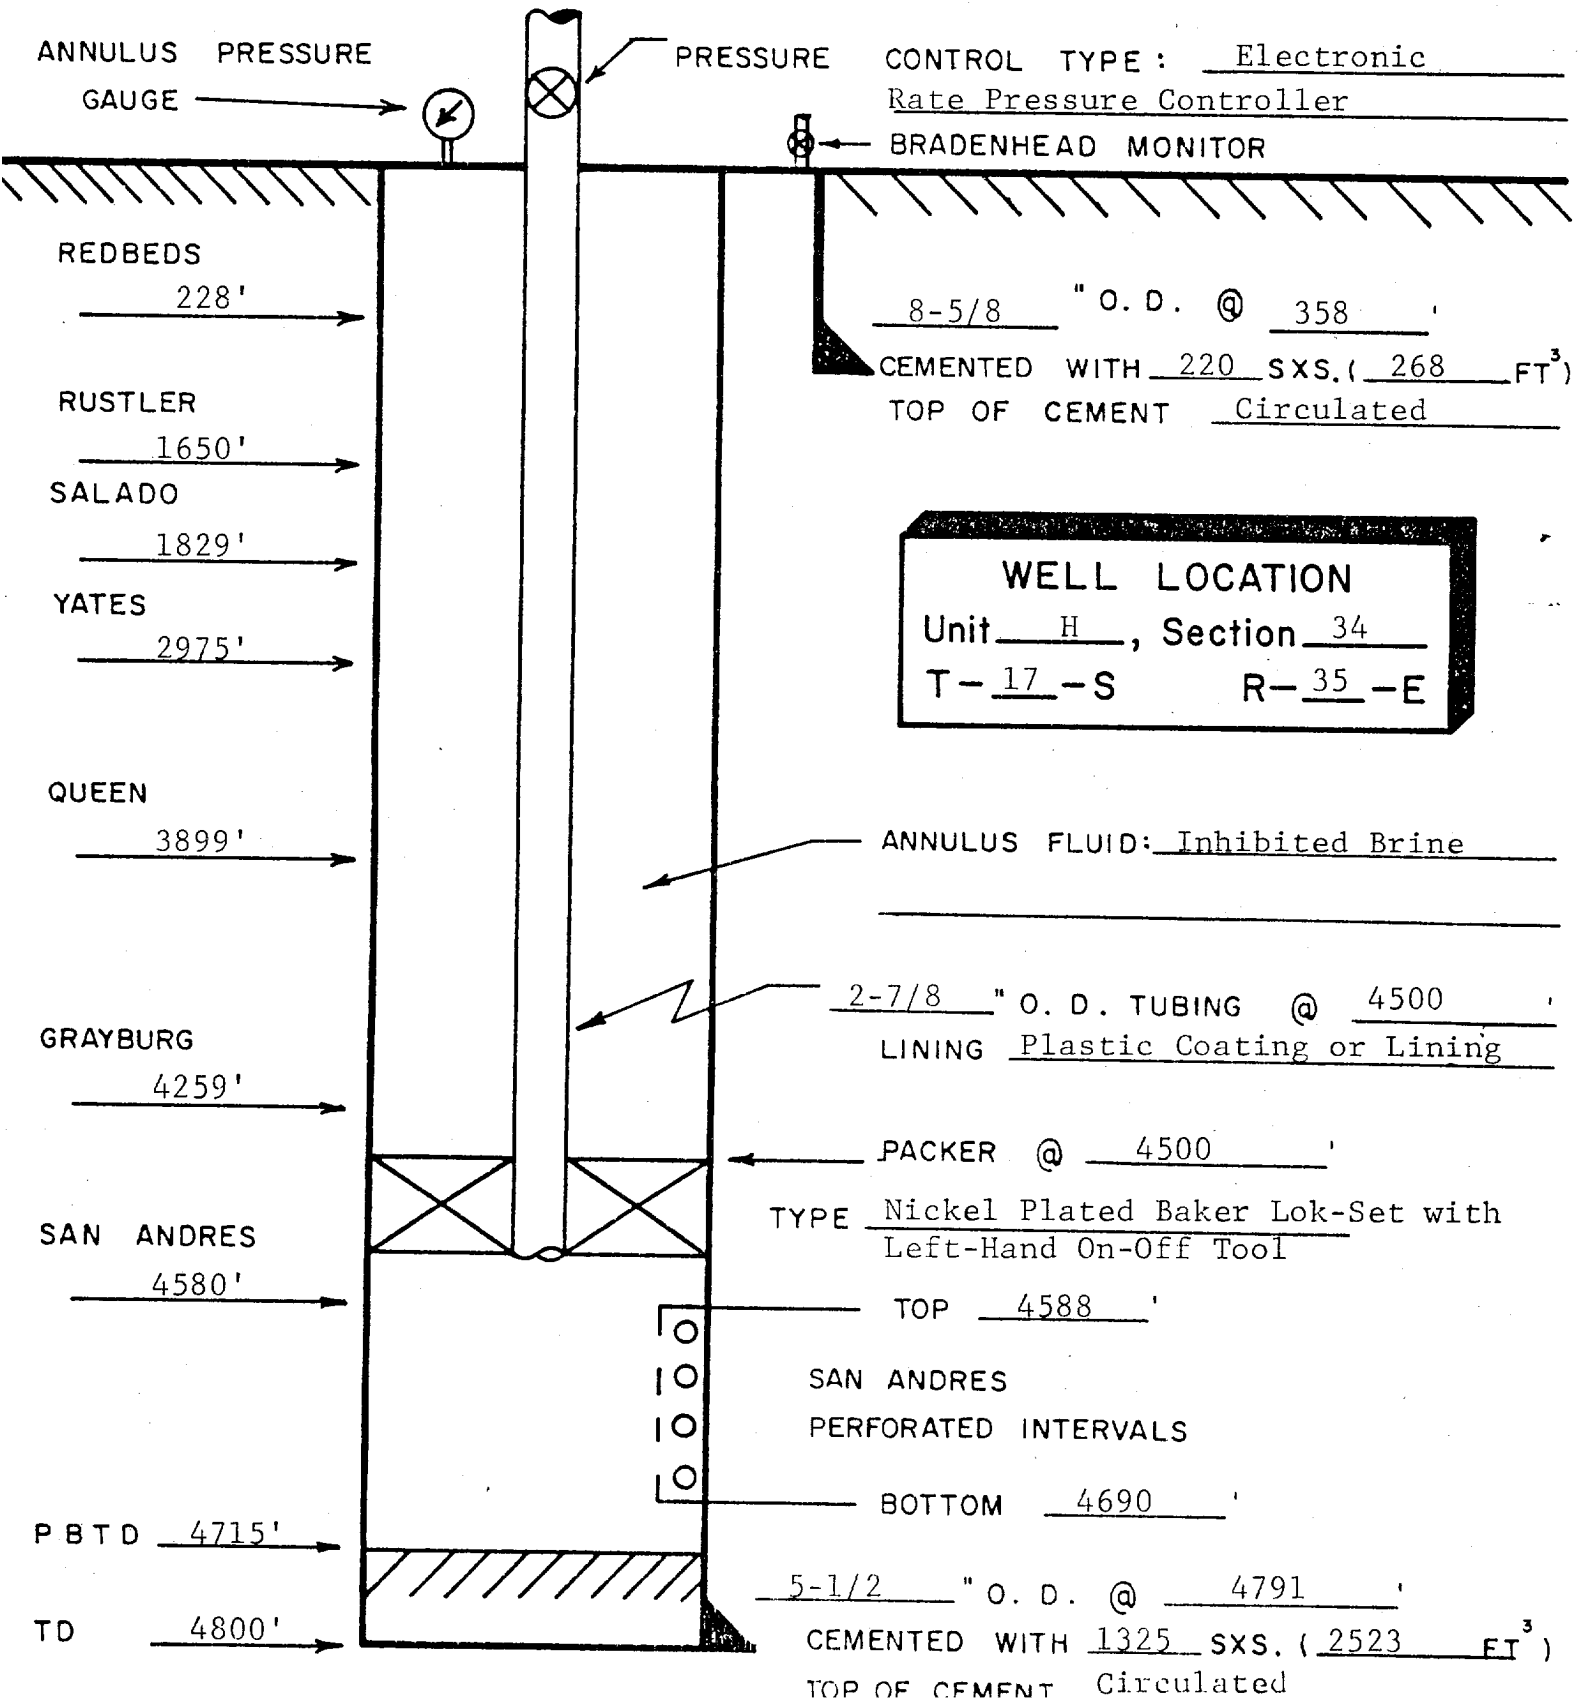 ANNULUS PRESSURE
GAUGE
PRESSURE CONTROL TYPE: Electronic
Rate Pressure Controller
BRADENHEAD MONITOR
REDBEDS
228'
8-5/8 " O. D. @ 358 '
CEMENTED WITH 220 SXS. ( 268 FT³)
TOP OF CEMENT Circulated
RUSTLER
1650'
SALADO
1829'
YATES
2975'
WELL LOCATION
Unit H, Section 34
T-17-S R-35-E
QUEEN
3899'
ANNULUS FLUID: Inhibited Brine
2-7/8 " O. D. TUBING @ 4500 '
LINING Plastic Coating or Lining
GRAYBURG
4259'
PACKER @ 4500 '
TYPE Nickel Plated Baker Lok-Set with
Left-Hand On-Off Tool
SAN ANDRES
4580'
TOP 4588 '
SAN ANDRES
PERFORATED INTERVALS
BOTTOM 4690 '
PBTD 4715'
5-1/2 " O. D. @ 4791 '
TD 4800'
CEMENTED WITH 1325 SXS. ( 2523 FT³)
TOP OF CEMENT Circulated